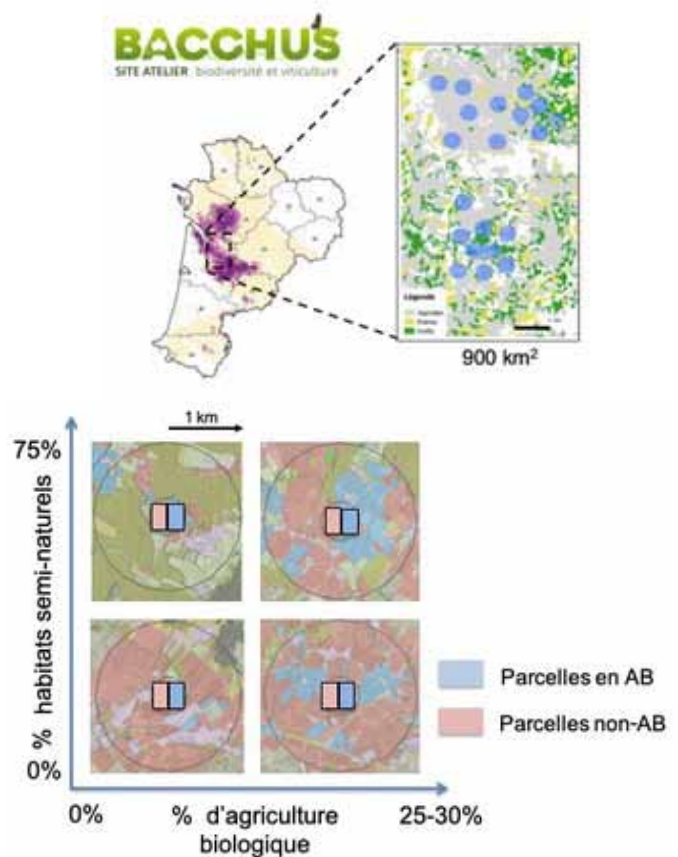 BACCHUS
SITE ATELIER biodiversité et viticulture
Légende
900 km²
1 km
75%
% habitats semi-naturels
0%
Parcelles en AB
Parcelles non-AB
0% % d'agriculture biologique 25-30%